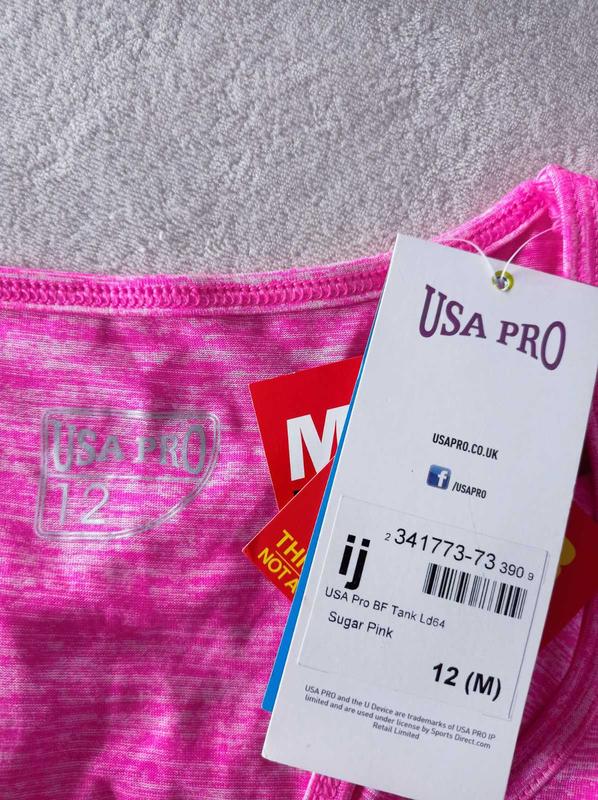 USA PRO
12
M
THI
NOT A
USA PRO
USAPRO.CO.UK
f /USAPRO
ij
2 341773-73 390 9
USA Pro BF Tank Ld64
Sugar Pink
12 (M)
USA PRO and the U Device are trademarks of USA PRO IP
limited and are used under license by Sports Direct.com
Retail Limited